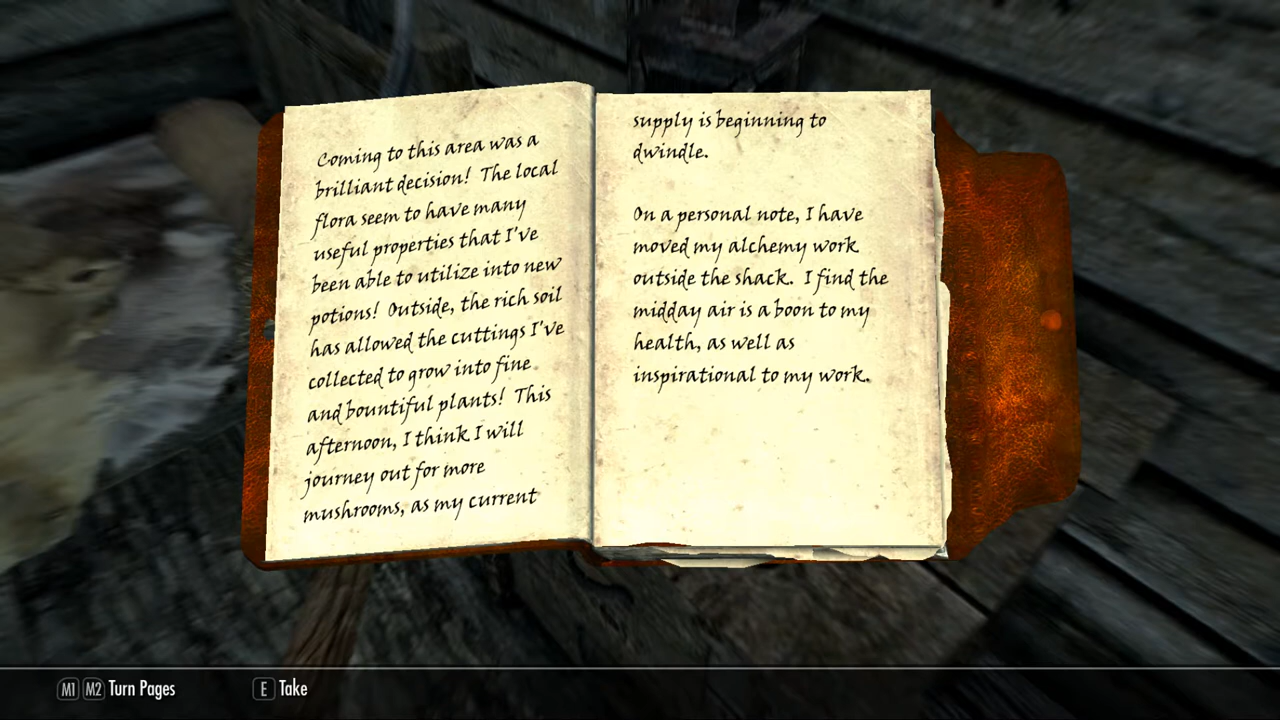 Coming to this area was a
brilliant decision! The local
flora seem to have many
useful properties that I've
been able to utilize into new
potions! Outside, the rich soil
has allowed the cuttings I've
collected to grow into fine
and bountiful plants! This
afternoon, I think I will
journey out for more
mushrooms, as my current
supply is beginning to
dwindle.
On a personal note, I have
moved my alchemy work
outside the shack. I find the
midday air is a boon to my
health, as well as
inspirational to my work.
M1 M2 Turn Pages
E Take